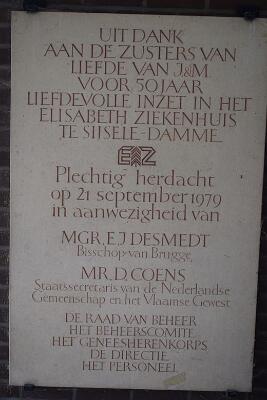 UIT DANK
AAN DE ZUSTERS VAN
LIEFDE VAN J&M
VOOR 50 JAAR
LIEFDEVOLLE INZET IN HET
ELISABETH ZIEKENHUIS
TE SIJSELE-DAMME
EZ
Plechtig herdacht
op 21 september 1979
in aanwezigheid van
MGR. E.J DESMEDT
Bisschop van Brugge,
MR. D. COENS
Staatssecretaris van de Nederlandse
Gemeenschap en het Vlaamse Gewest
DE RAAD VAN BEHEER
HET BEHEERSCOMITE
HET GENEESHERENKORPS
DE DIRECTIE
HET PERSONEEL